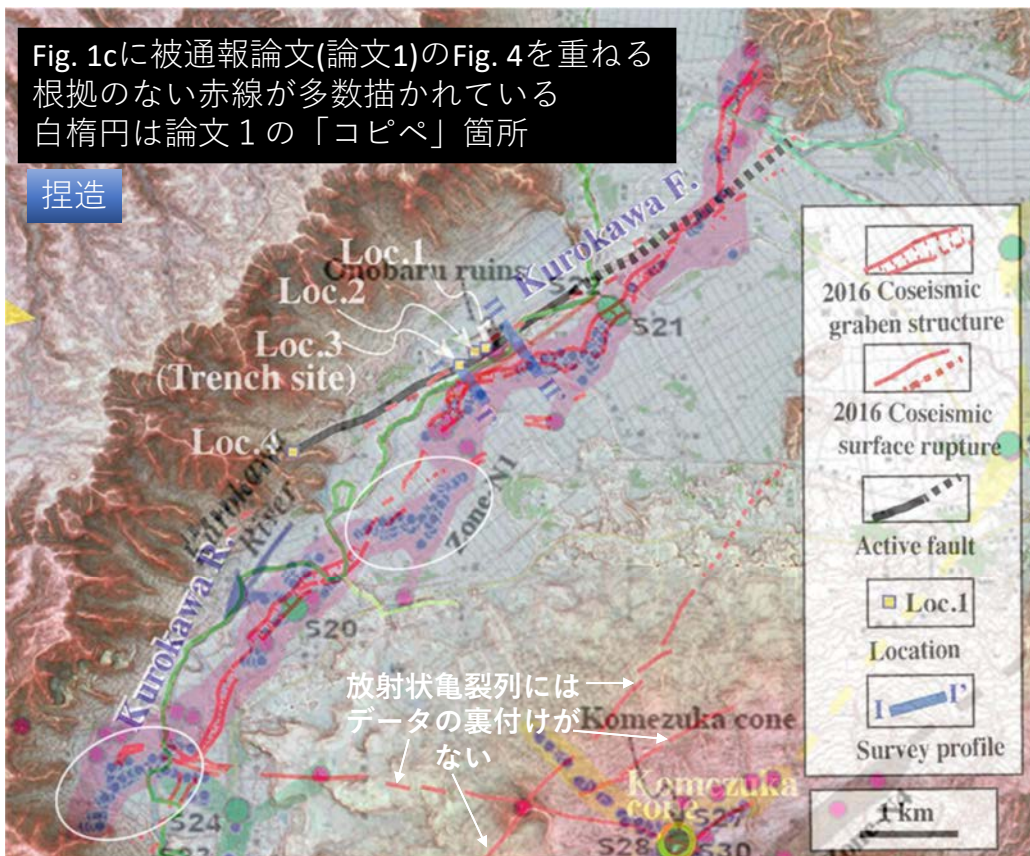 Fig. 1cに被通報論文(論文1)のFig. 4を重ねる
根拠のない赤線が多数描かれている
白楕円は論文１の「コピペ」箇所
捏造
Kurokawa F.
Loc.1
Onobaru ruins
Loc.2
S21
Loc.3
(Trench site)
II
II'
I'
Loc.4
River
Zone N1
Kurokawa R.
S20
放射状亀裂列には
データの裏付けが
ない
Komezuka cone
Komezuka
cone
S24
S27
S28
S30
2016 Coseismic
graben structure
2016 Coseismic
surface rupture
Active fault
Loc.1
Location
I I'
Survey profile
1 km